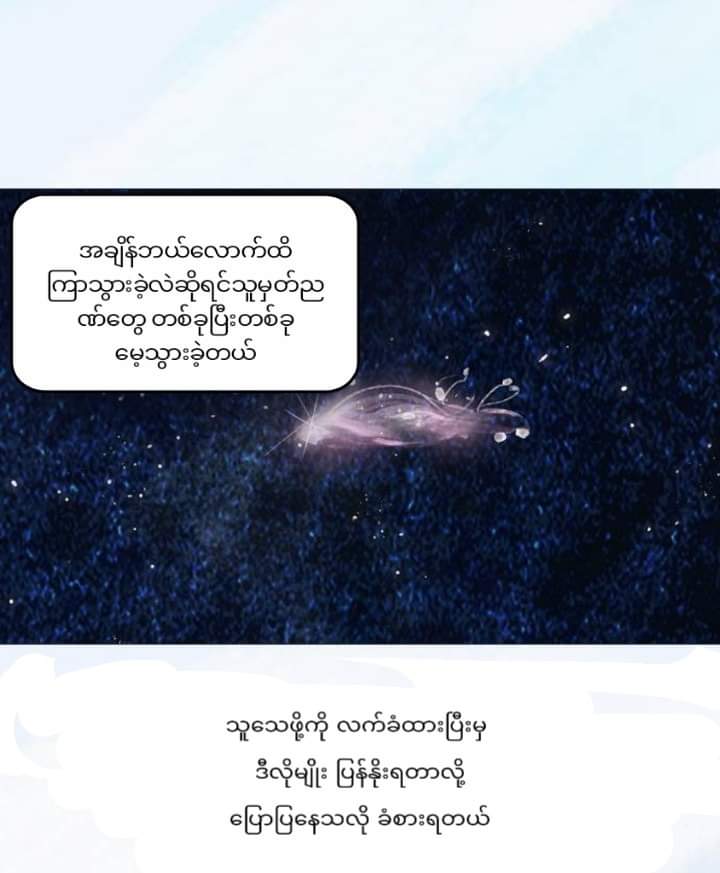 အချိန်ဘယ်လောက်ထိ
ကြာသွားခဲ့လဲဆိုရင်သူမှတ်ည
ဏ်တွေ တစ်ခုပြီးတစ်ခု
မေ့သွားခဲ့တယ်
သူသေဖို့ကို လက်ခံထားပြီးမှ
ဒီလိုမျိုး ပြန်နိုးရတာလို့
ပြောပြနေသလို ခံစားရတယ်